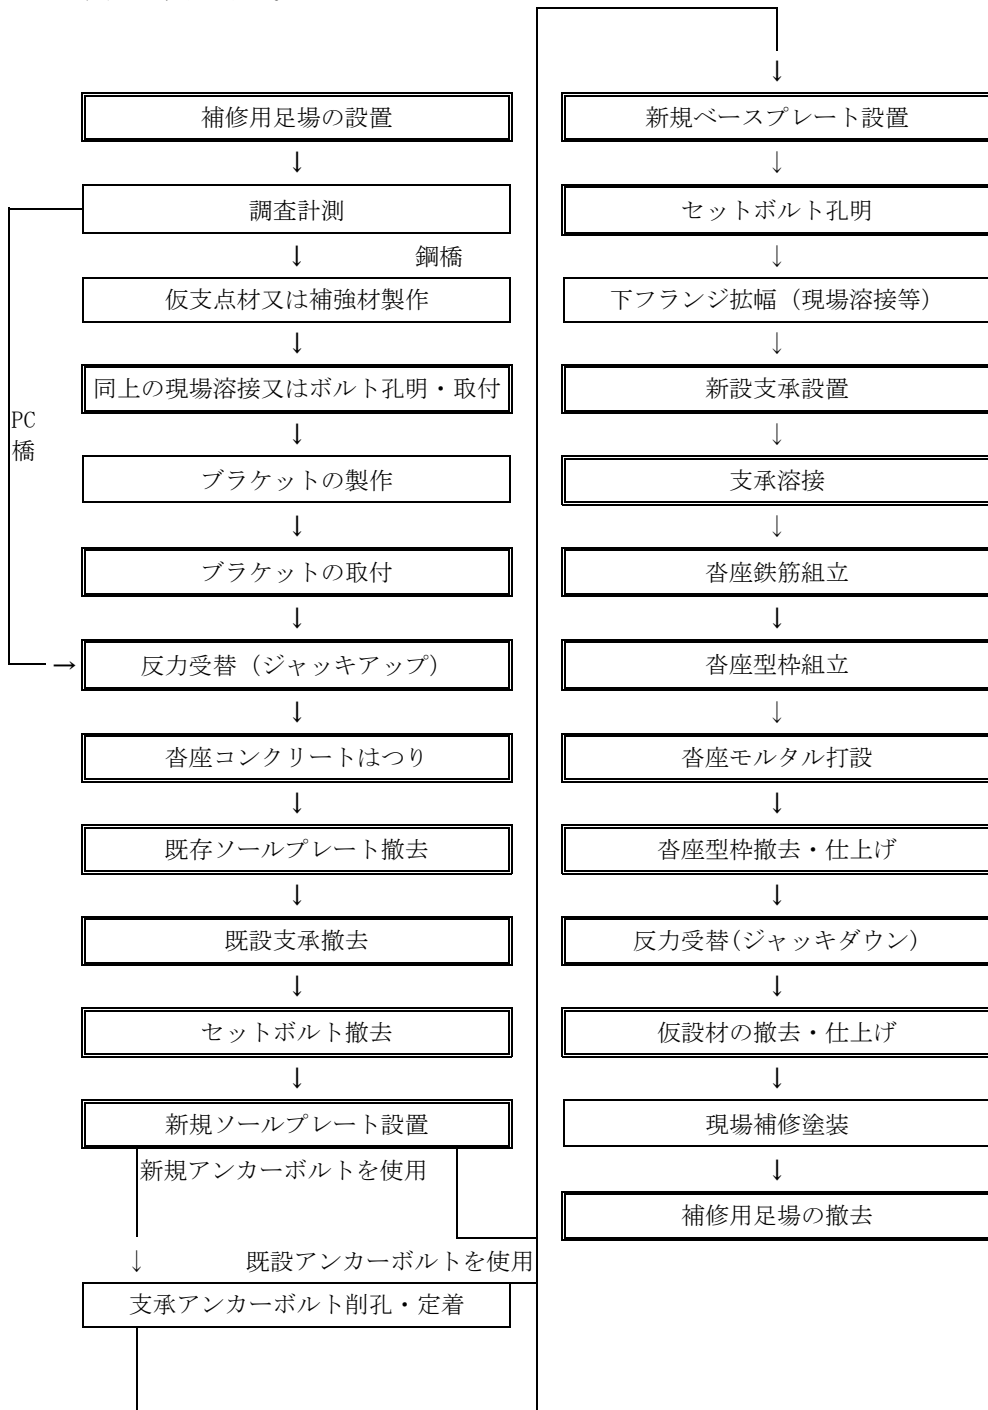 補修用足場の設置
↓
調査計測
↓ 鋼橋
仮支点材又は補強材製作
↓
同上の現場溶接又はボルト孔明・取付
PC
橋
↓
ブラケットの製作
↓
ブラケットの取付
↓
→ 反力受替（ジャッキアップ）
↓
沓座コンクリートはつり
↓
既存ソールプレート撤去
↓
既設支承撤去
↓
セットボルト撤去
↓
新規ソールプレート設置
新規アンカーボルトを使用
↓ 既設アンカーボルトを使用
支承アンカーボルト削孔・定着
↓
新規ベースプレート設置
↓
セットボルト孔明
↓
下フランジ拡幅（現場溶接等）
↓
新設支承設置
↓
支承溶接
↓
沓座鉄筋組立
↓
沓座型枠組立
↓
沓座モルタル打設
↓
沓座型枠撤去・仕上げ
↓
反力受替(ジャッキダウン)
↓
仮設材の撤去・仕上げ
↓
現場補修塗装
↓
補修用足場の撤去